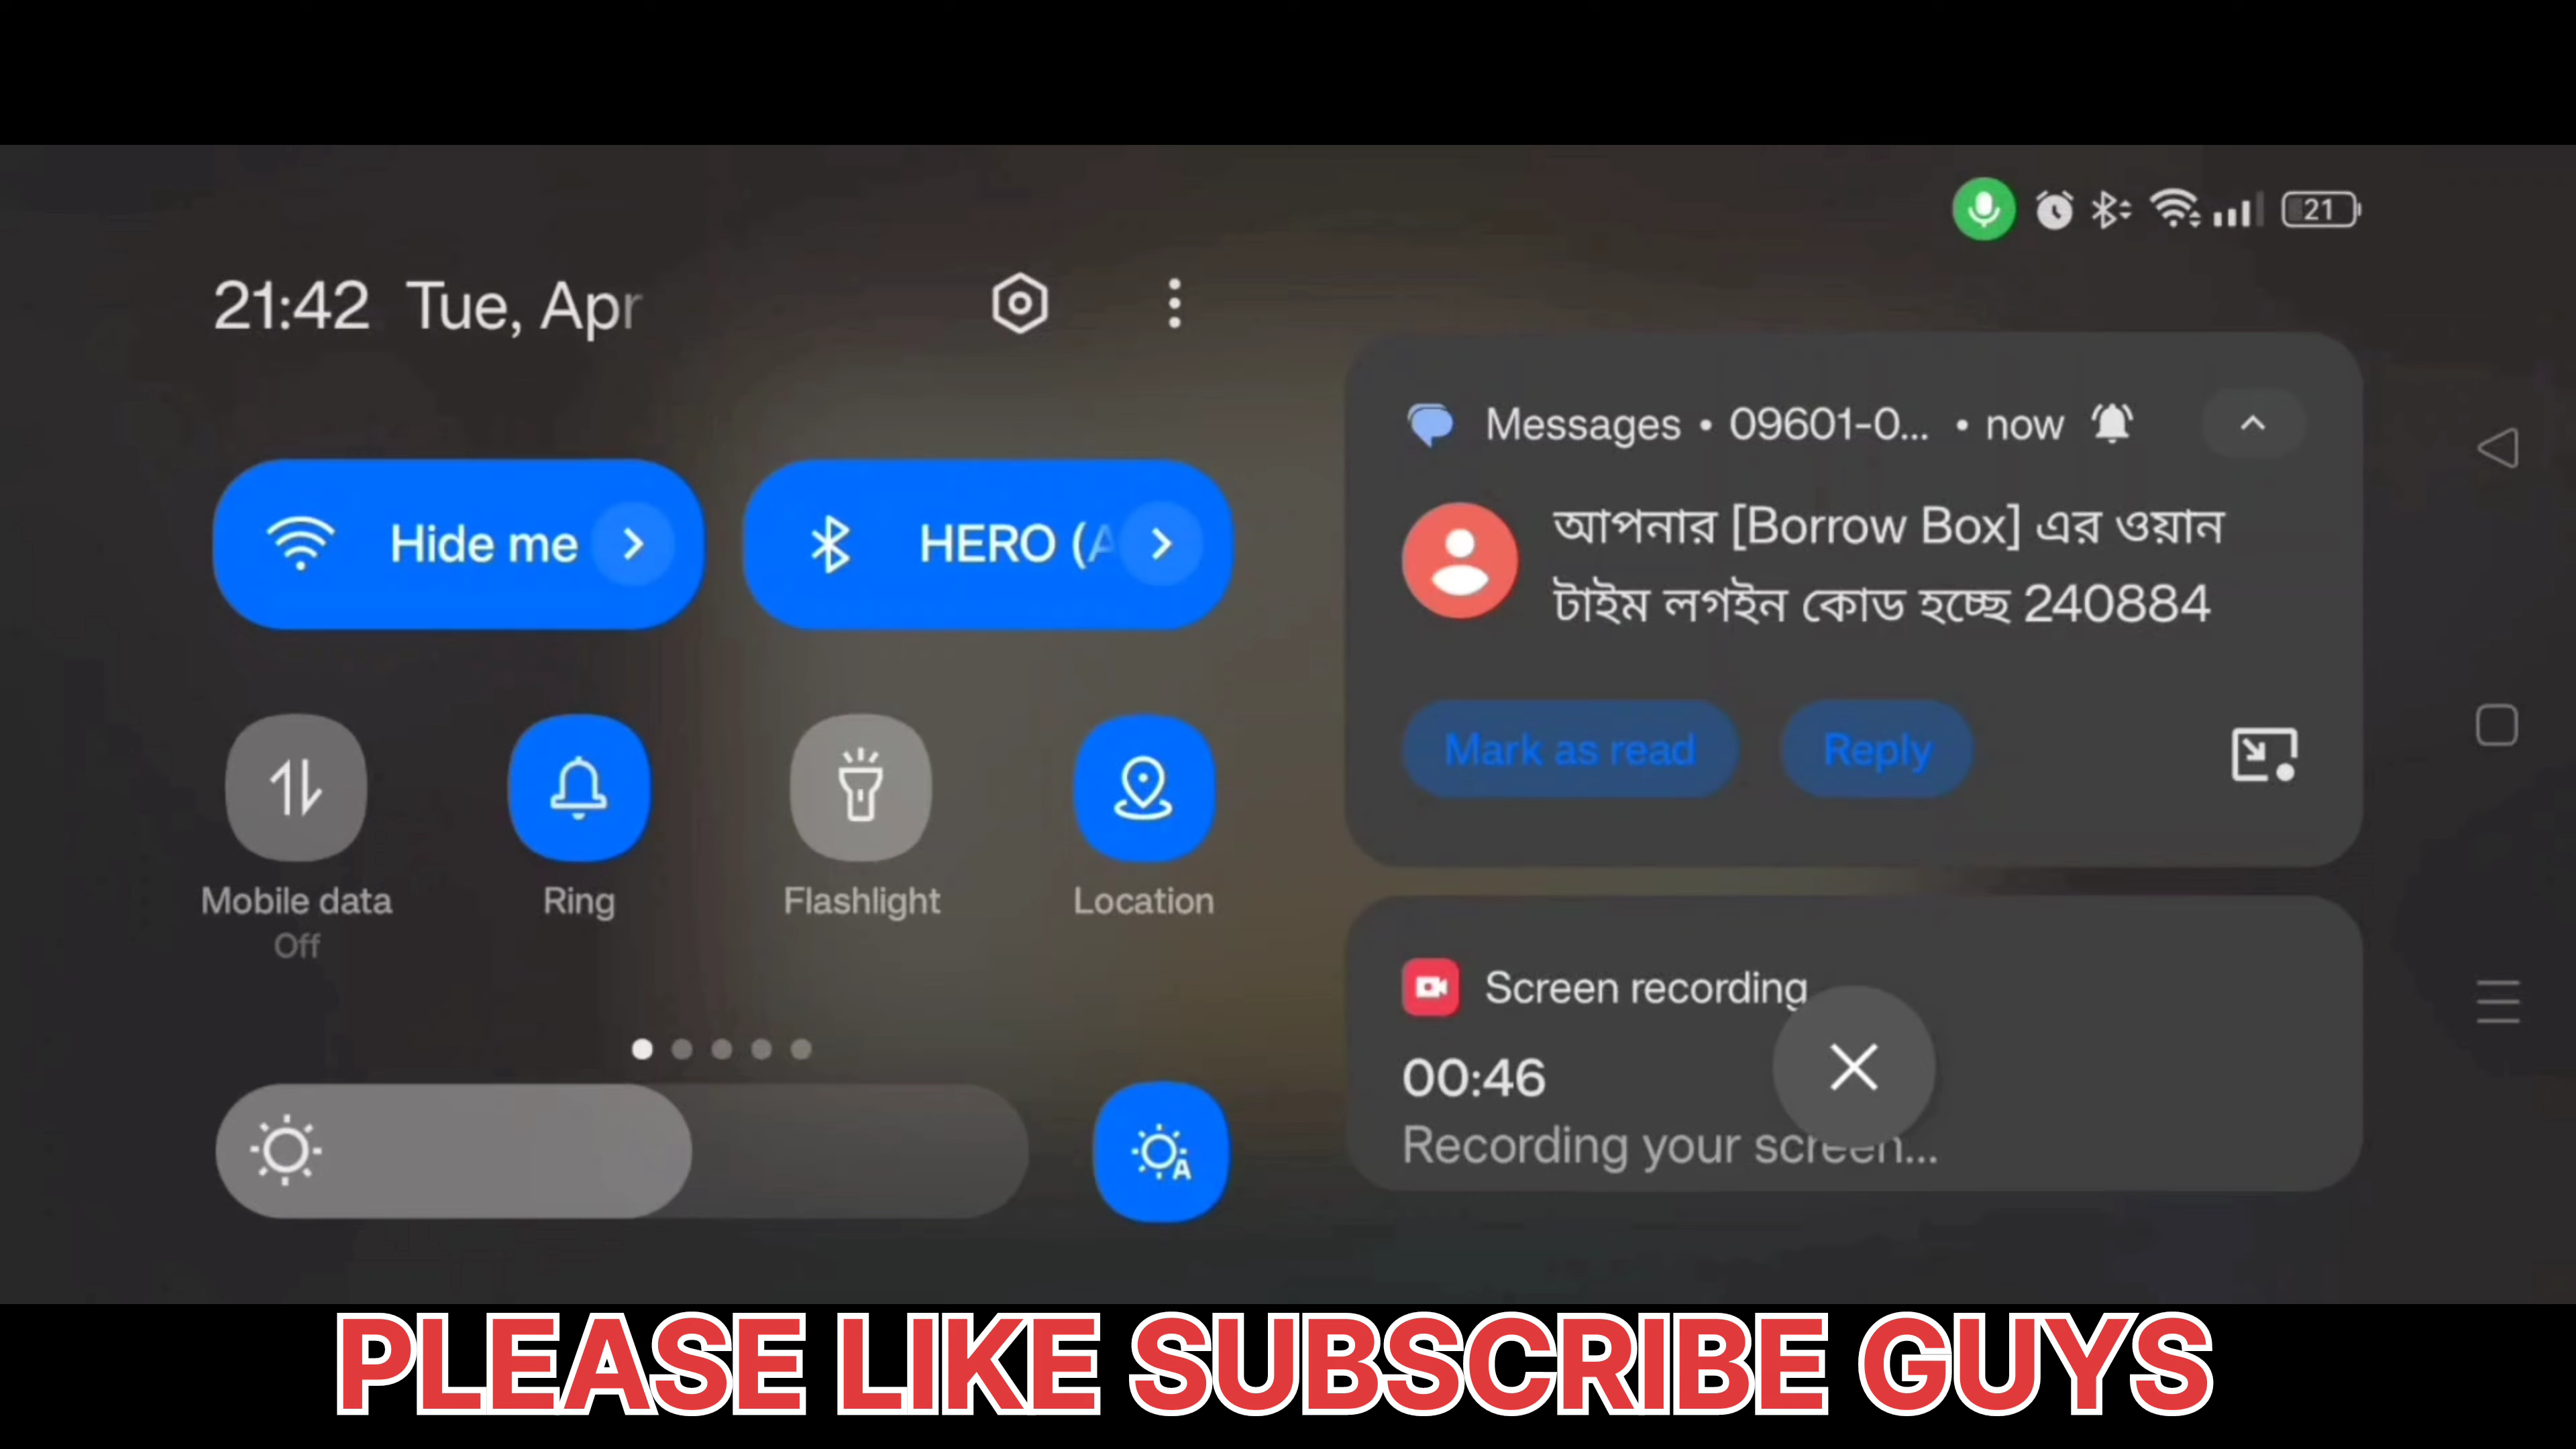 21
21:42 Tue, Apr
Hide me
HERO (A
Mobile data
Off
Ring
Flashlight
Location
A
Messages • 09601-0... • now
আপনার [Borrow Box] এর ওয়ান
টাইম লগইন কোড হচ্ছে 240884
Mark as read
Reply
Screen recording
00:46
Recording your screen...
PLEASE LIKE SUBSCRIBE GUYS